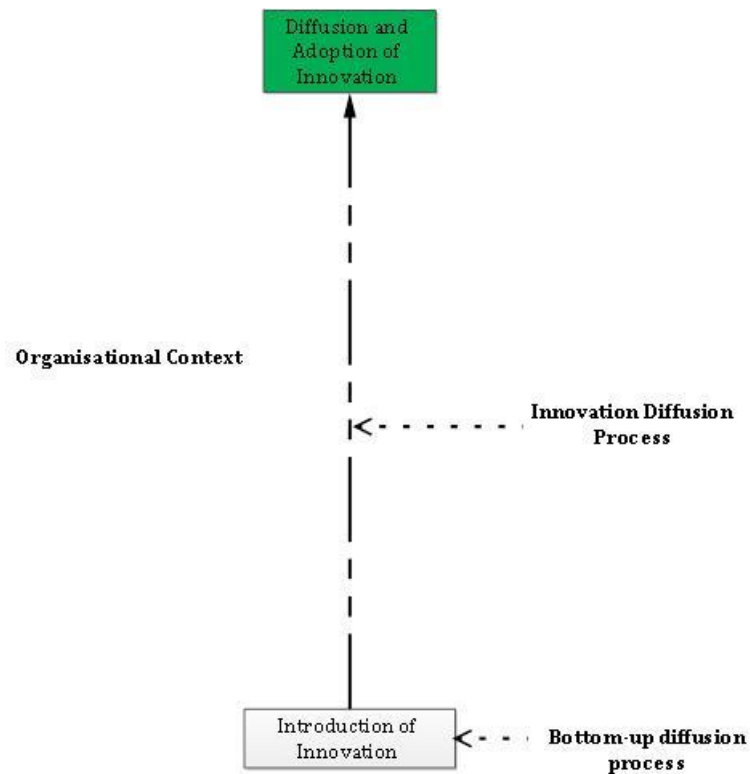 Diffusion and
Adoption of
Innovation
Organisational Context
Innovation Diffusion
Process
Introduction of
Innovation
Bottom-up diffusion
process